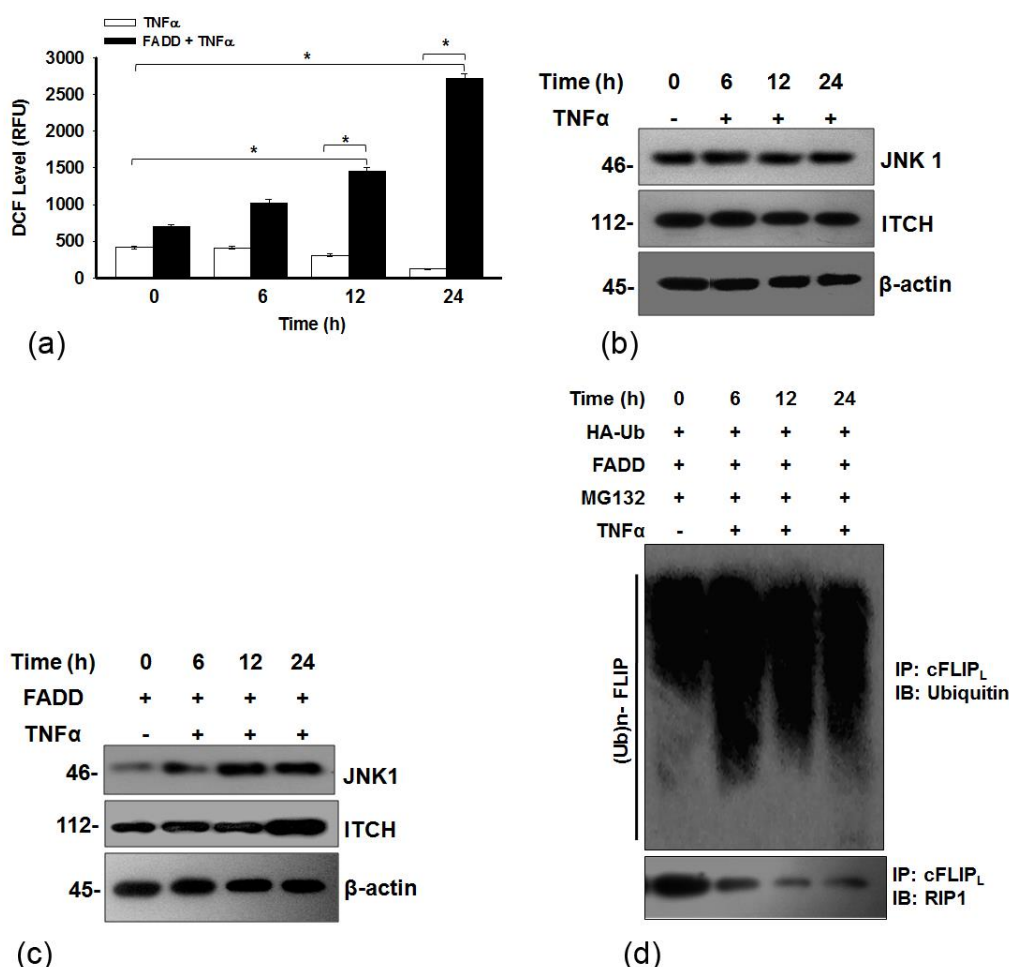 TNFα
FADD + TNFα
3000
2500
2000
1500
1000
500
0
DCF Level (RFU)
*
*
*
*
0 6 12 24
Time (h)
(a)
Time (h) 0 6 12 24
TNFα - + + +
46- JNK 1
112- ITCH
45- β-actin
(b)
Time (h) 0 6 12 24
FADD + + + +
TNFα - + + +
46- JNK1
112- ITCH
45- β-actin
(c)
Time (h) 0 6 12 24
HA-Ub + + + +
FADD + + + +
MG132 + + + +
TNFα - + + +
(Ub)n- FLIP
IP: cFLIPL
IB: Ubiquitin
IP: cFLIPL
IB: RIP1
(d)